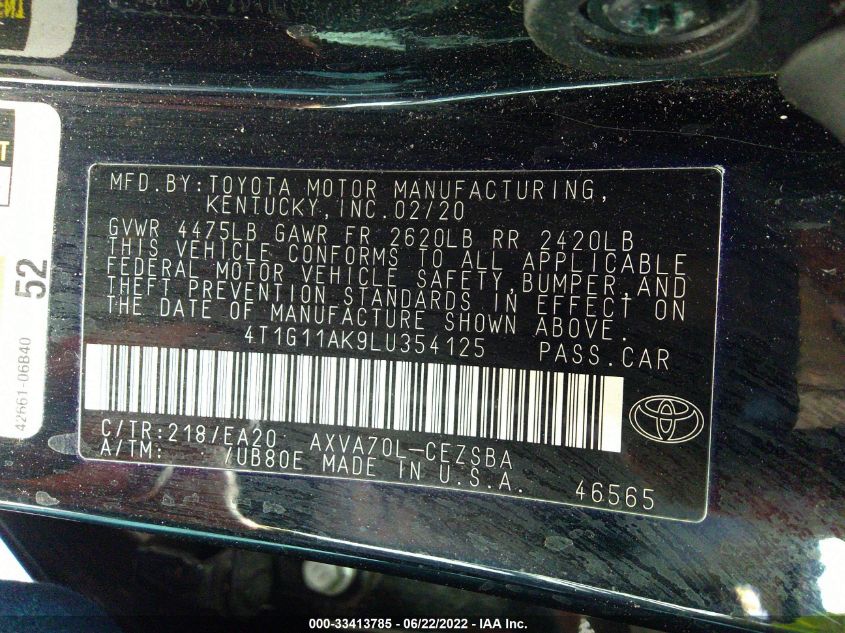 MFD.BY:TOYOTA MOTOR MANUFACTURING,
KENTUCKY,INC.02/20
GVWR 4475LB GAWR FR 2620LB RR 2420LB
THIS VEHICLE CONFORMS TO ALL APPLICABLE
FEDERAL MOTOR VEHICLE SAFETY,BUMPER,AND
THEFT PREVENTION STANDARDS IN EFFECT ON
THE DATE OF MANUFACTURE SHOWN ABOVE.
4T1G11AK9LU354125 PASS.CAR
C/TR:218/EA20 AXVA70L-CEZSBA
A/TM: /UB80E MADE IN U.S.A.
46565
52
42661-06B40
000-33413785 - 06/22/2022 - IAA Inc.